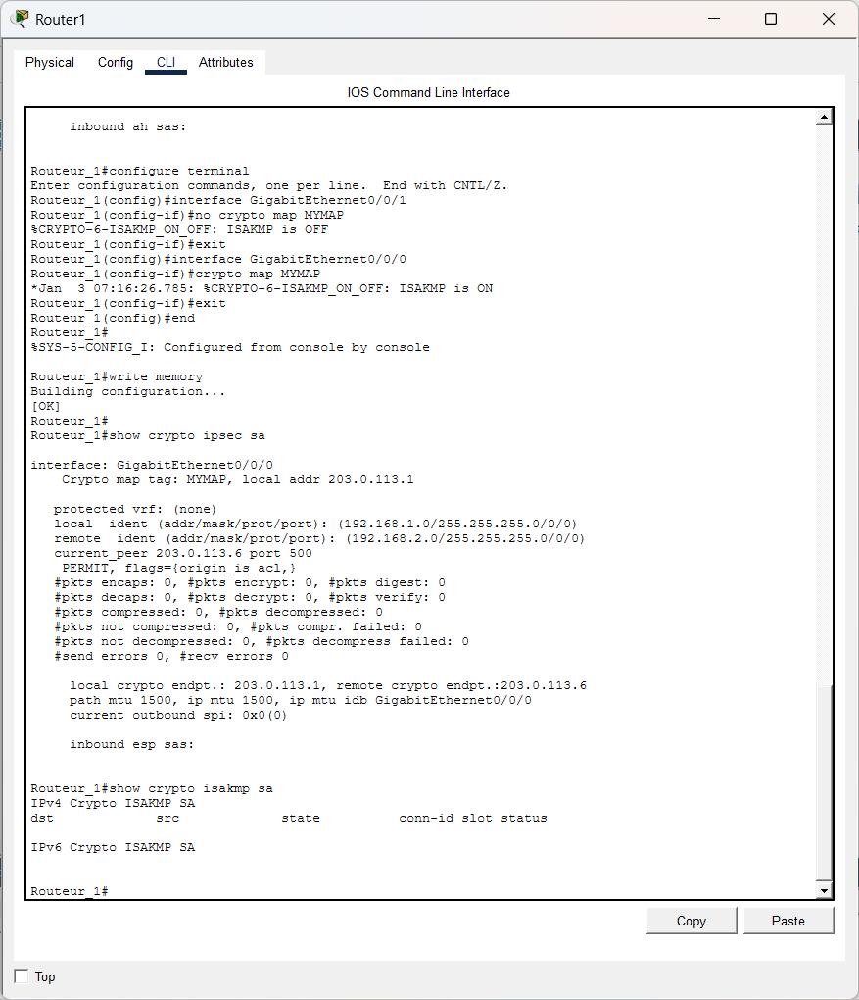 Router1
Physical Config CLI Attributes
IOS Command Line Interface
inbound ah sas:
Routeur_1#configure terminal
Enter configuration commands, one per line.  End with CNTL/Z.
Routeur_1(config)#interface GigabitEthernet0/0/1
Routeur_1(config-if)#no crypto map MYMAP
%CRYPTO-6-ISAKMP_ON_OFF: ISAKMP is OFF
Routeur_1(config-if)#exit
Routeur_1(config)#interface GigabitEthernet0/0/0
Routeur_1(config-if)#crypto map MYMAP
*Jan  3 07:16:26.785: %CRYPTO-6-ISAKMP_ON_OFF: ISAKMP is ON
Routeur_1(config-if)#exit
Routeur_1(config)#end
Routeur_1#
%SYS-5-CONFIG_I: Configured from console by console
Routeur_1#write memory
Building configuration...
[OK]
Routeur_1#
Routeur_1#show crypto ipsec sa
interface: GigabitEthernet0/0/0
Crypto map tag: MYMAP, local addr 203.0.113.1
protected vrf: (none)
local  ident (addr/mask/prot/port): (192.168.1.0/255.255.255.0/0/0)
remote  ident (addr/mask/prot/port): (192.168.2.0/255.255.255.0/0/0)
current_peer 203.0.113.6 port 500
PERMIT, flags={origin_is_acl,}
#pkts encaps: 0, #pkts encrypt: 0, #pkts digest: 0
#pkts decaps: 0, #pkts decrypt: 0, #pkts verify: 0
#pkts compressed: 0, #pkts decompressed: 0
#pkts not compressed: 0, #pkts compr. failed: 0
#pkts not decompressed: 0, #pkts decompress failed: 0
#send errors 0, #recv errors 0
local crypto endpt.: 203.0.113.1, remote crypto endpt.:203.0.113.6
path mtu 1500, ip mtu 1500, ip mtu idb GigabitEthernet0/0/0
current outbound spi: 0x0(0)
inbound esp sas:
Routeur_1#show crypto isakmp sa
IPv4 Crypto ISAKMP SA
dst             src             state          conn-id slot status
IPv6 Crypto ISAKMP SA
Routeur_1#
Copy Paste
Top